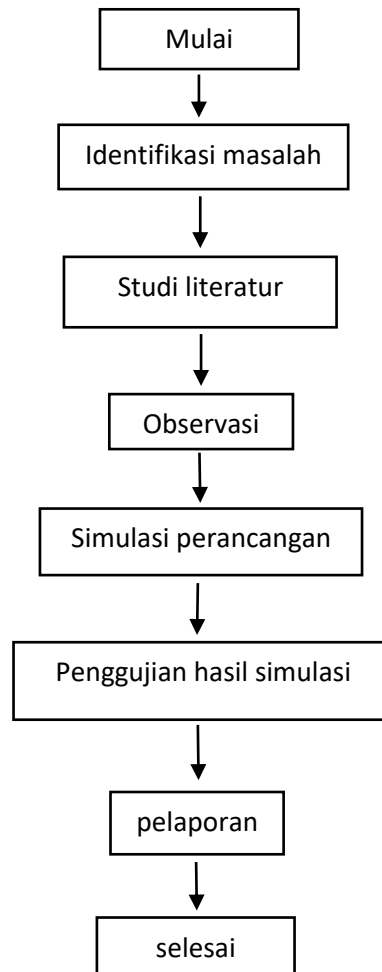 Mulai
Identifikasi masalah
Studi literatur
Observasi
Simulasi perancangan
Penggujian hasil simulasi
pelaporan
selesai